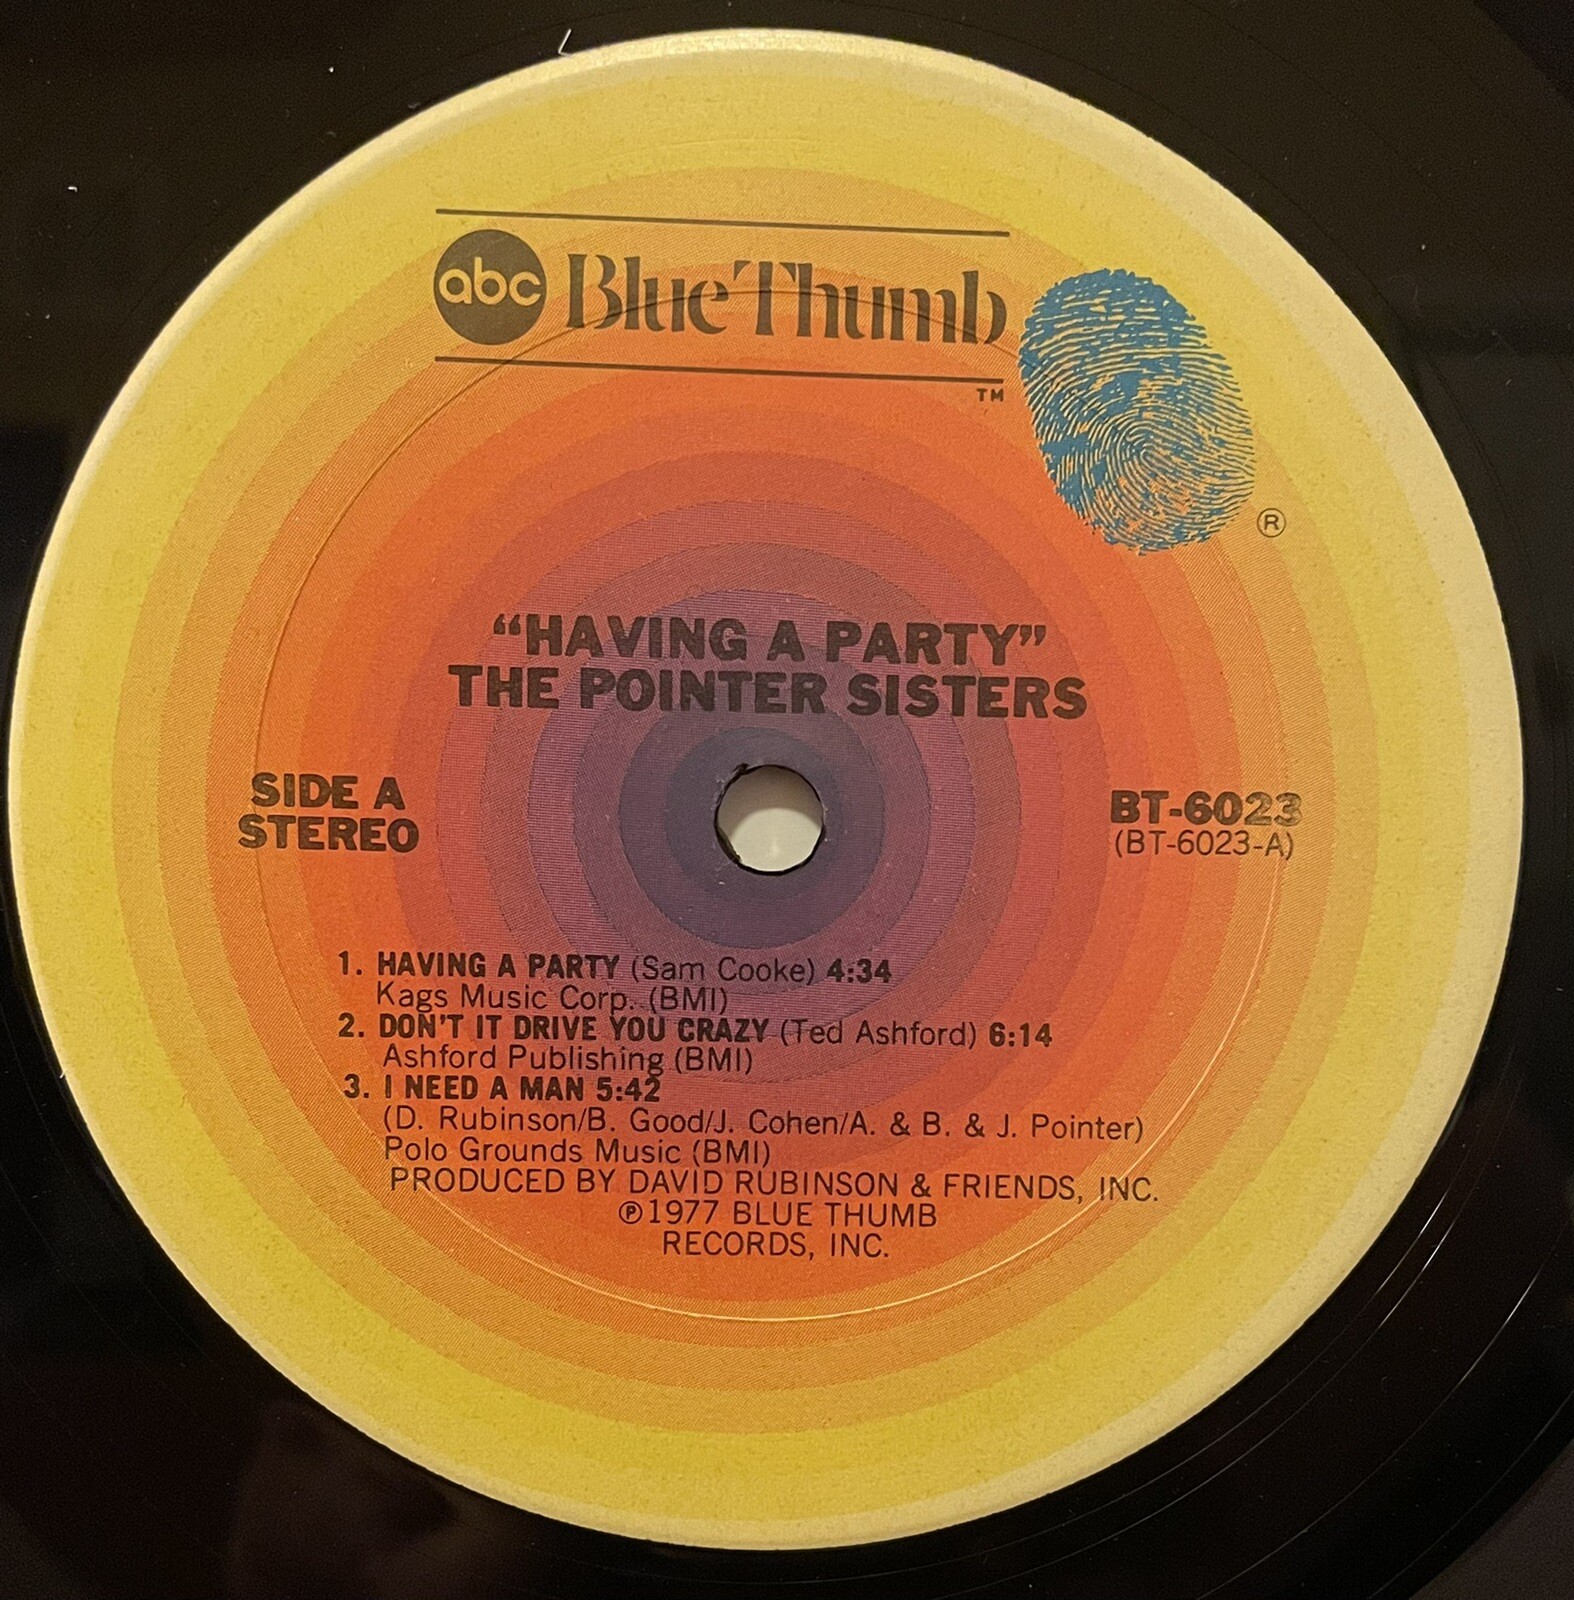 abc Blue Thumb
TM
®
“HAVING A PARTY”
THE POINTER SISTERS
SIDE A
STEREO
BT-6023
(BT-6023-A)
1. HAVING A PARTY (Sam Cooke) 4:34
Kags Music Corp. (BMI)
2. DON'T IT DRIVE YOU CRAZY (Ted Ashford) 6:14
Ashford Publishing (BMI)
3. I NEED A MAN 5:42
(D. Rubinson/B. Good/J. Cohen/A. & B. & J. Pointer)
Polo Grounds Music (BMI)
PRODUCED BY DAVID RUBINSON & FRIENDS, INC.
℗1977 BLUE THUMB
RECORDS, INC.